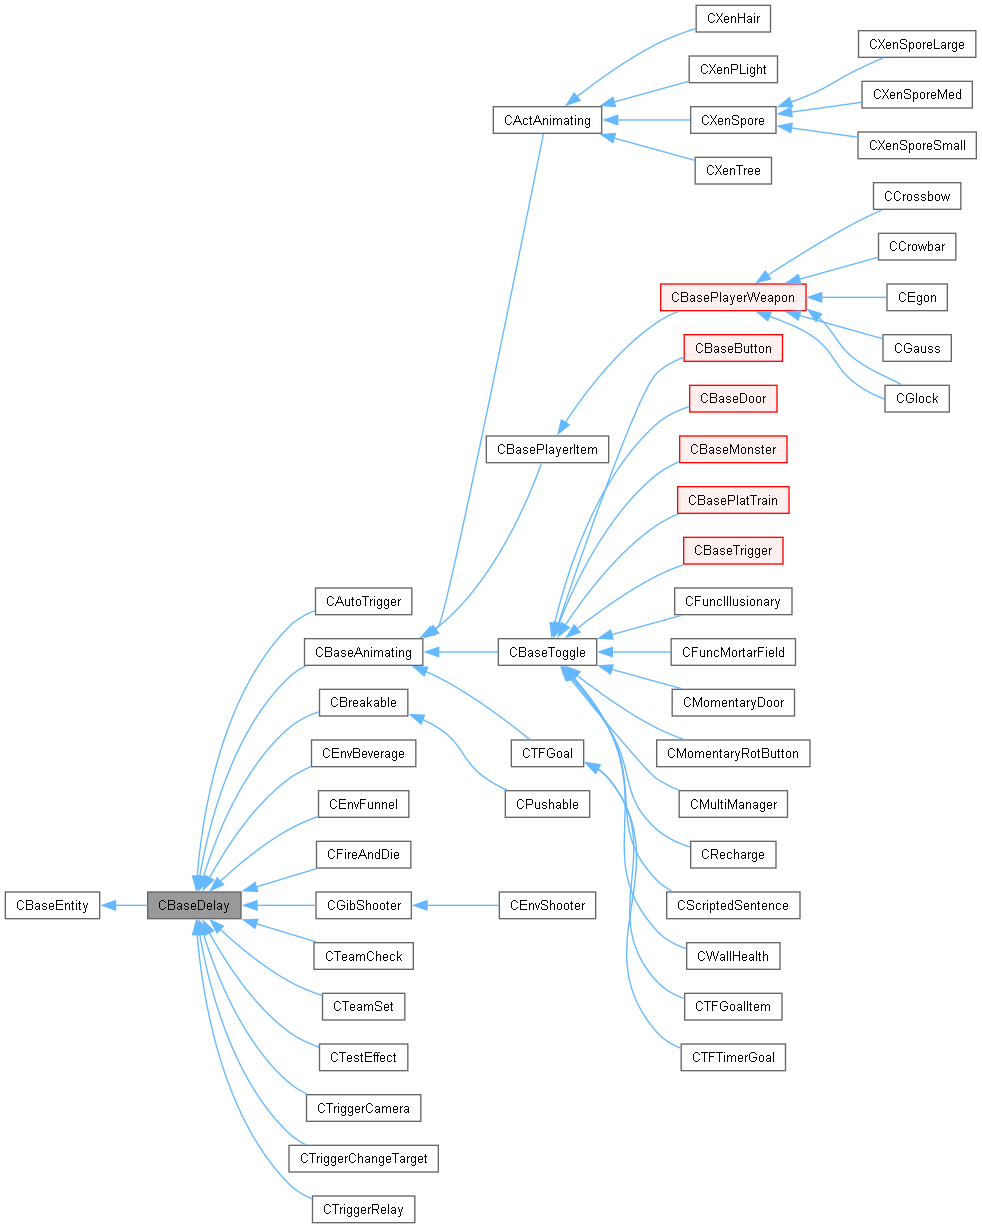 CXenHair
CXenSporeLarge
CXenPLight
CXenSporeMed
CActAnimating
CXenSpore
CXenSporeSmall
CXenTree
CCrossbow
CCrowbar
CBasePlayerWeapon
CEgon
CBaseButton
CGauss
CBaseDoor
CGlock
CBasePlayerItem
CBaseMonster
CBasePlatTrain
CBaseTrigger
CAutoTrigger
CFuncIllusionary
CBaseAnimating
CBaseToggle
CFuncMortarField
CBreakable
CMomentaryDoor
CEnvBeverage
CTFGoal
CMomentaryRotButton
CEnvFunnel
CPushable
CMultiManager
CFireAndDie
CRecharge
CBaseEntity
CBaseDelay
CGibShooter
CEnvShooter
CScriptedSentence
CTeamCheck
CWallHealth
CTeamSet
CTFGoalItem
CTestEffect
CTFTimerGoal
CTriggerCamera
CTriggerChangeTarget
CTriggerRelay